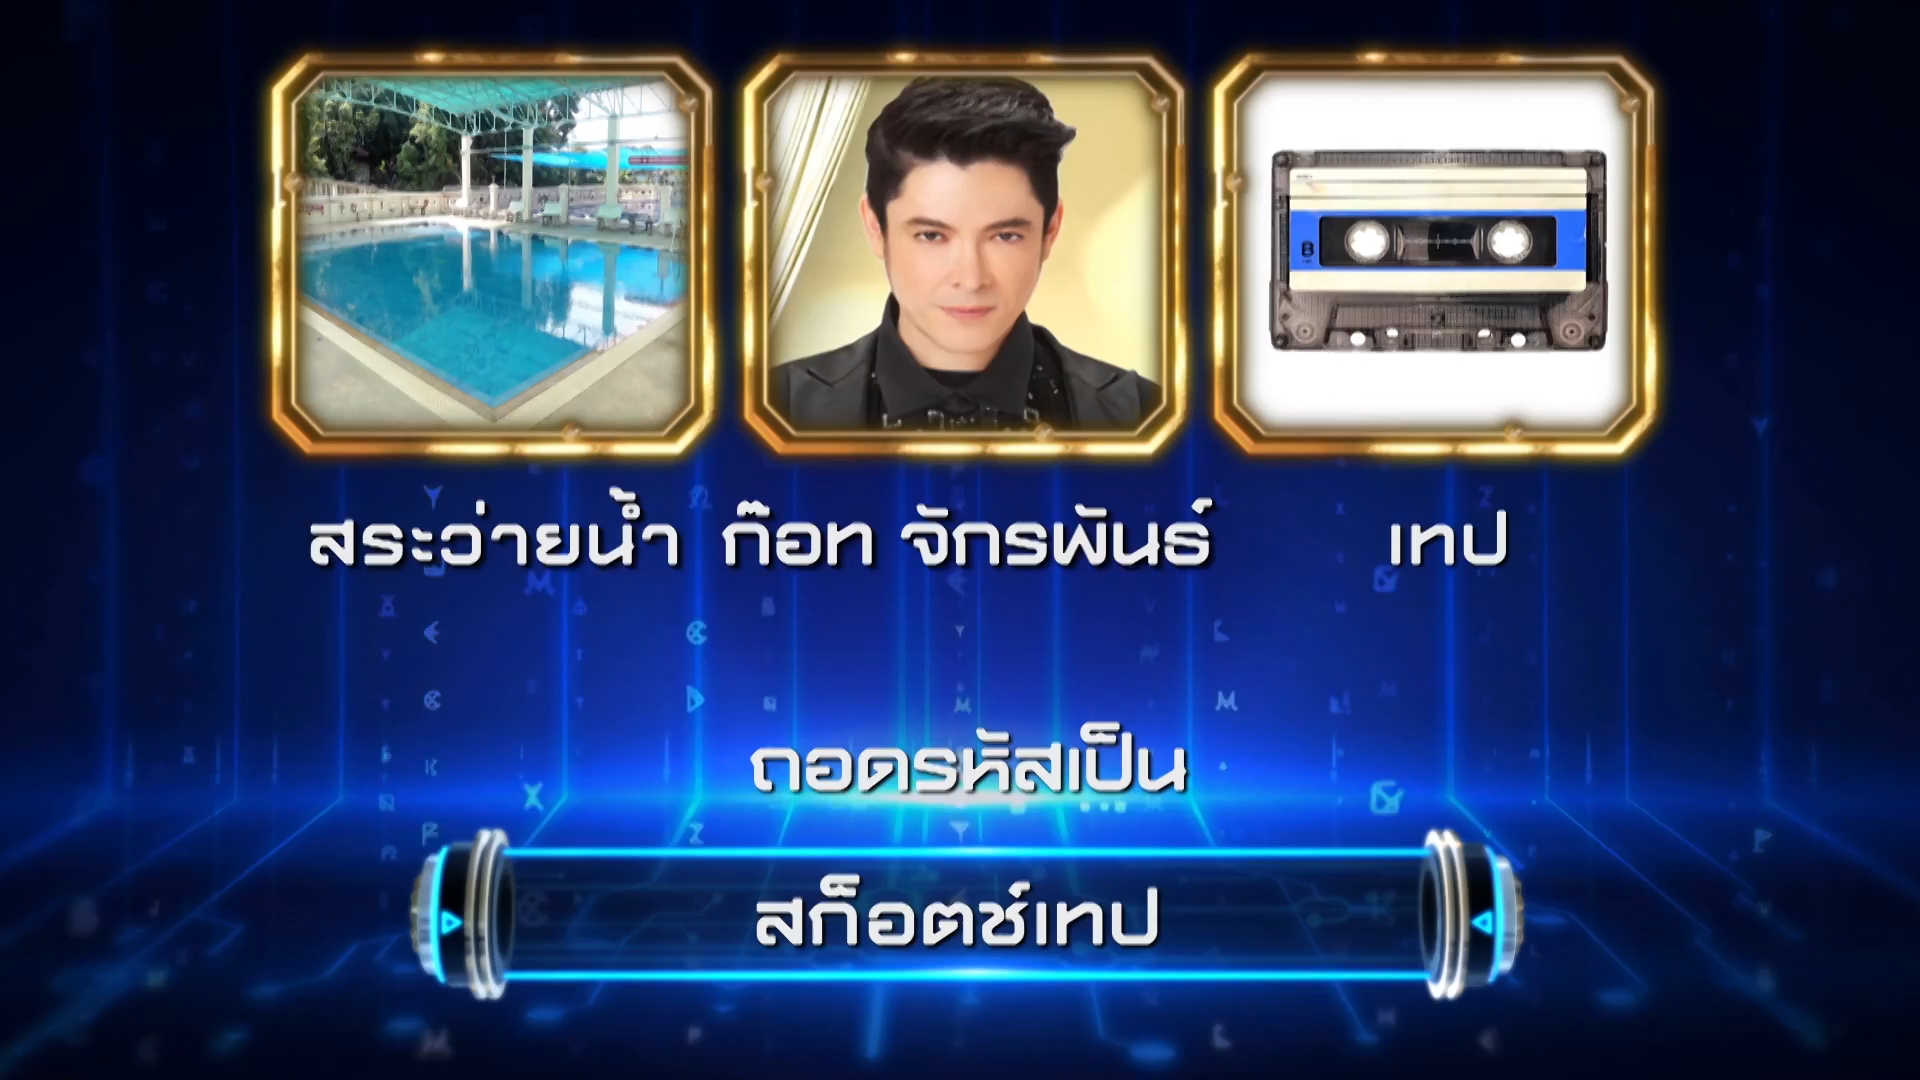 สระว่ายน้ำ ก๊อท จักรพันธ์ เทป
ถอดรหัสเป็น
สก็อตช์เทป